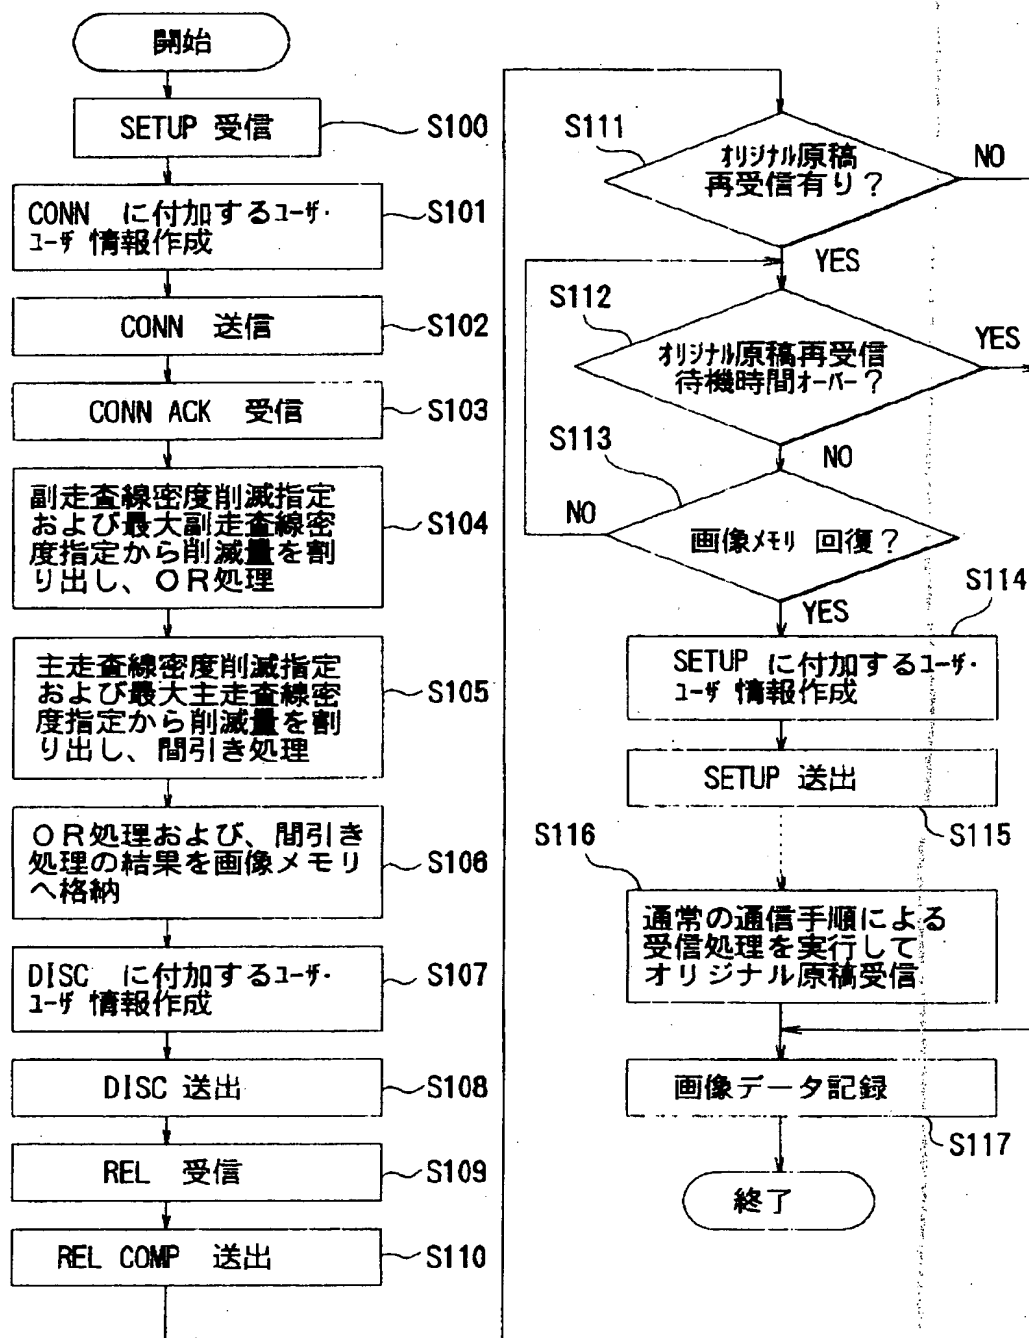 開始
SETUP 受信
S100
CONN に付加するユーザ・
ユーザ 情報作成
S101
CONN 送信
S102
CONN ACK 受信
S103
副走査線密度削減指定
および最大副走査線密
度指定から削減量を割
り出し、OR処理
S104
主走査線密度削減指定
および最大主走査線密
度指定から削減量を割
り出し、間引き処理
S105
OR処理および、間引き
処理の結果を画像メモリ
へ格納
S106
DISC に付加するユーザ・
ユーザ 情報作成
S107
DISC 送出
S108
REL 受信
S109
REL COMP 送出
S110
S111
オリジナル原稿
再受信有り?
NO
YES
S112
オリジナル原稿再受信
待機時間オーバー?
YES
NO
S113
画像メモリ 回復?
NO
YES
S114
SETUP に付加するユーザ・
ユーザ 情報作成
SETUP 送出
S115
S116
通常の通信手順による
受信処理を実行して
オリジナル原稿受信
画像データ記録
S117
終了